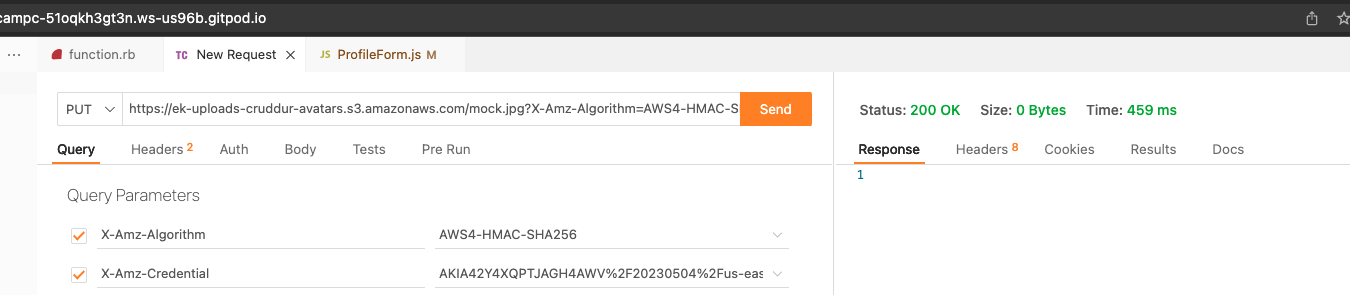 campc-51oqkh3gt3n.ws-us96b.gitpod.io
··· function.rb TC New Request × JS ProfileForm.js M
PUT https://ek-uploads-cruddur-avatars.s3.amazonaws.com/mock.jpg?X-Amz-Algorithm=AWS4-HMAC-S Send
Status: 200 OK Size: 0 Bytes Time: 459 ms
Query Headers 2 Auth Body Tests Pre Run
Response Headers 8 Cookies Results Docs
1
Query Parameters
X-Amz-Algorithm AWS4-HMAC-SHA256
X-Amz-Credential AKIA42Y4XQPTJAGH4AWV%2F20230504%2Fus-eas